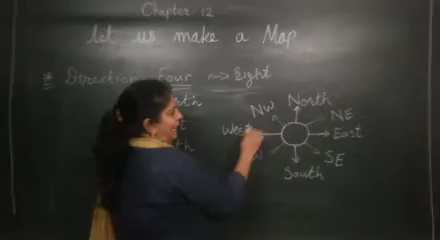 Chapter 12
Let us make a Map
* Direction Four → Eight
North
NW
NE
West
East
SE
South